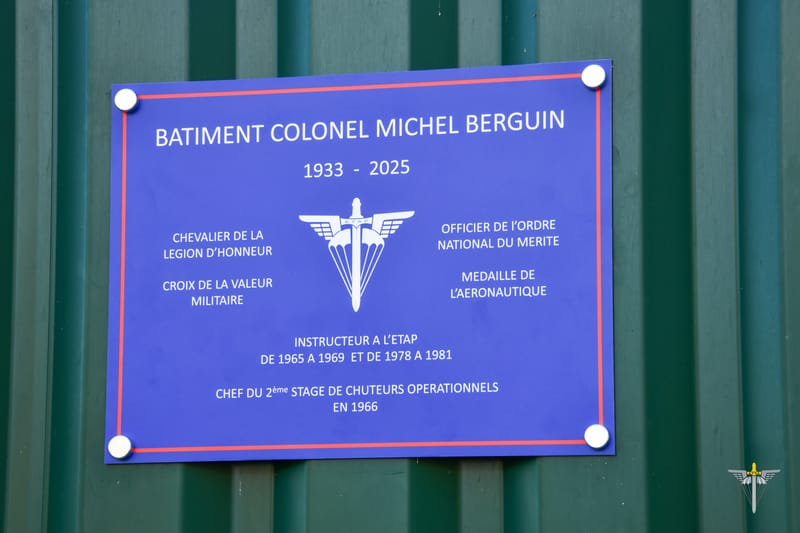 BATIMENT COLONEL MICHEL BERGUIN
1933 - 2025
CHEVALIER DE LA
LEGION D'HONNEUR
CROIX DE LA VALEUR
MILITAIRE
OFFICIER DE l'ORDRE
NATIONAL DU MERITE
MEDAILLE DE
L'AERONAUTIQUE
INSTRUCTEUR A L'ETAP
DE 1965 A 1969 ET DE 1978 A 1981
CHEF DU 2ème STAGE DE CHUTEURS OPERATIONNELS
EN 1966